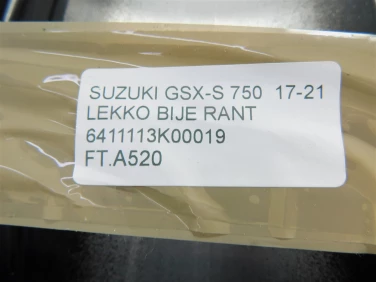 SUZUKI GSX-S 750 17-21
LEKKO BIJE RANT
6411113K00019
FT.A520